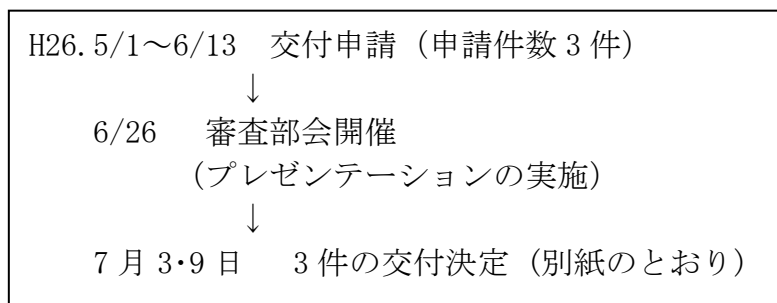 H26.5/1～6/13　交付申請（申請件数3件）
↓
6/26　審査部会開催
（プレゼンテーションの実施）
↓
7月3・9日　3件の交付決定（別紙のとおり）